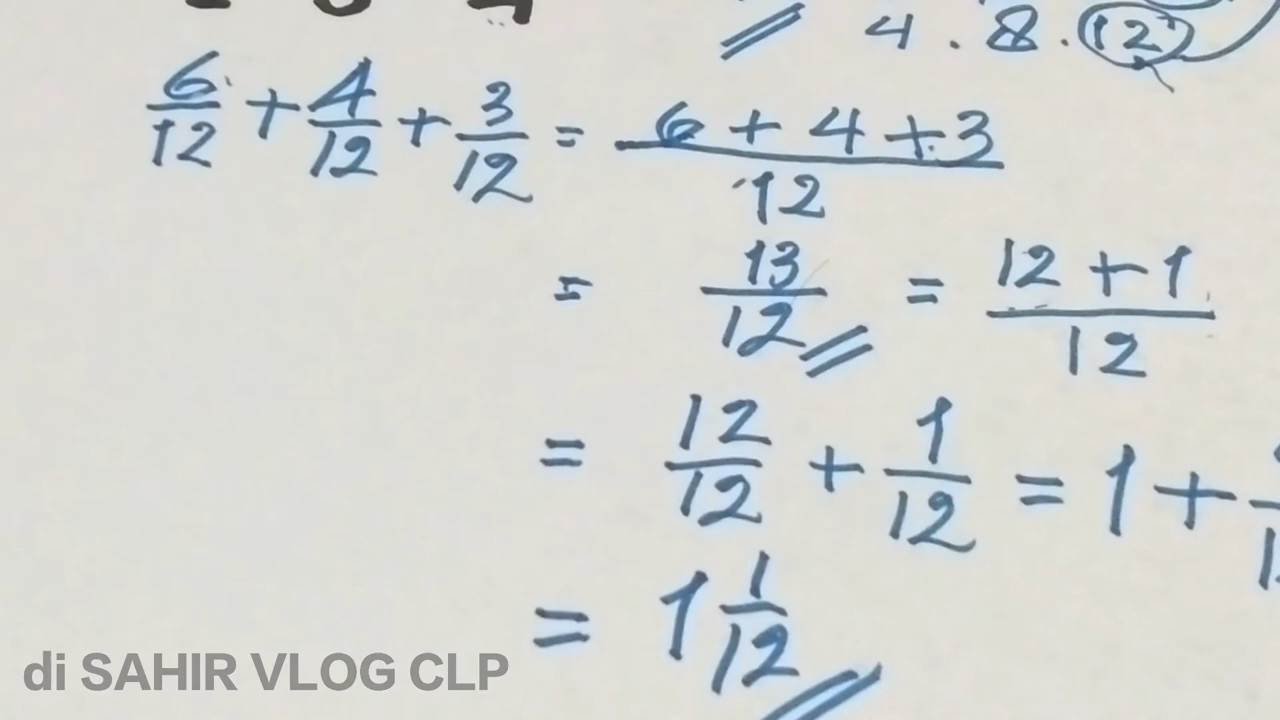 4 . 8 . 12
6/12 + 4/12 + 3/12 = (6 + 4 + 3)/12
= 13/12 = (12 + 1)/12
= 12/12 + 1/12 = 1 +
= 1 1/12
di SAHIR VLOG CLP